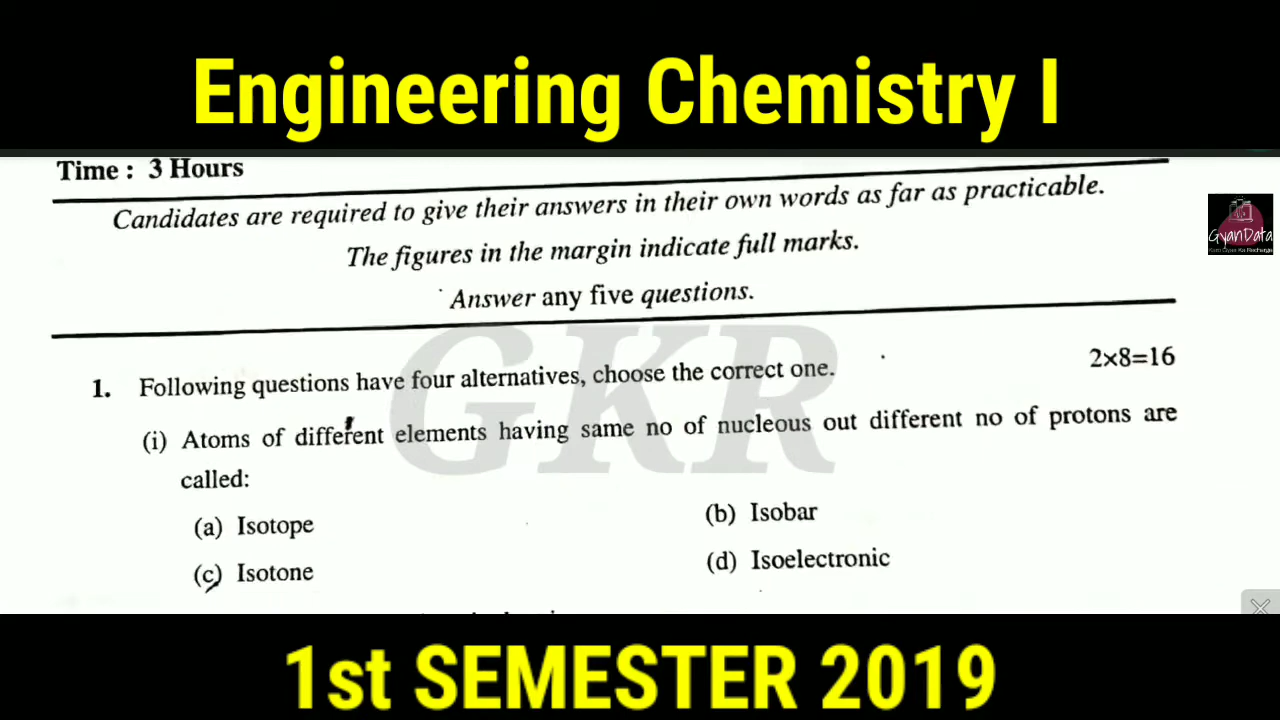 Engineering Chemistry I
Time : 3 Hours
Candidates are required to give their answers in their own words as far as practicable.
The figures in the margin indicate full marks.
Answer any five questions.
GyanData
GKR
1. Following questions have four alternatives, choose the correct one. 2×8=16
(i) Atoms of different elements having same no of nucleous out different no of protons are
called:
(a) Isotope (b) Isobar
(c) Isotone (d) Isoelectronic
1st SEMESTER 2019